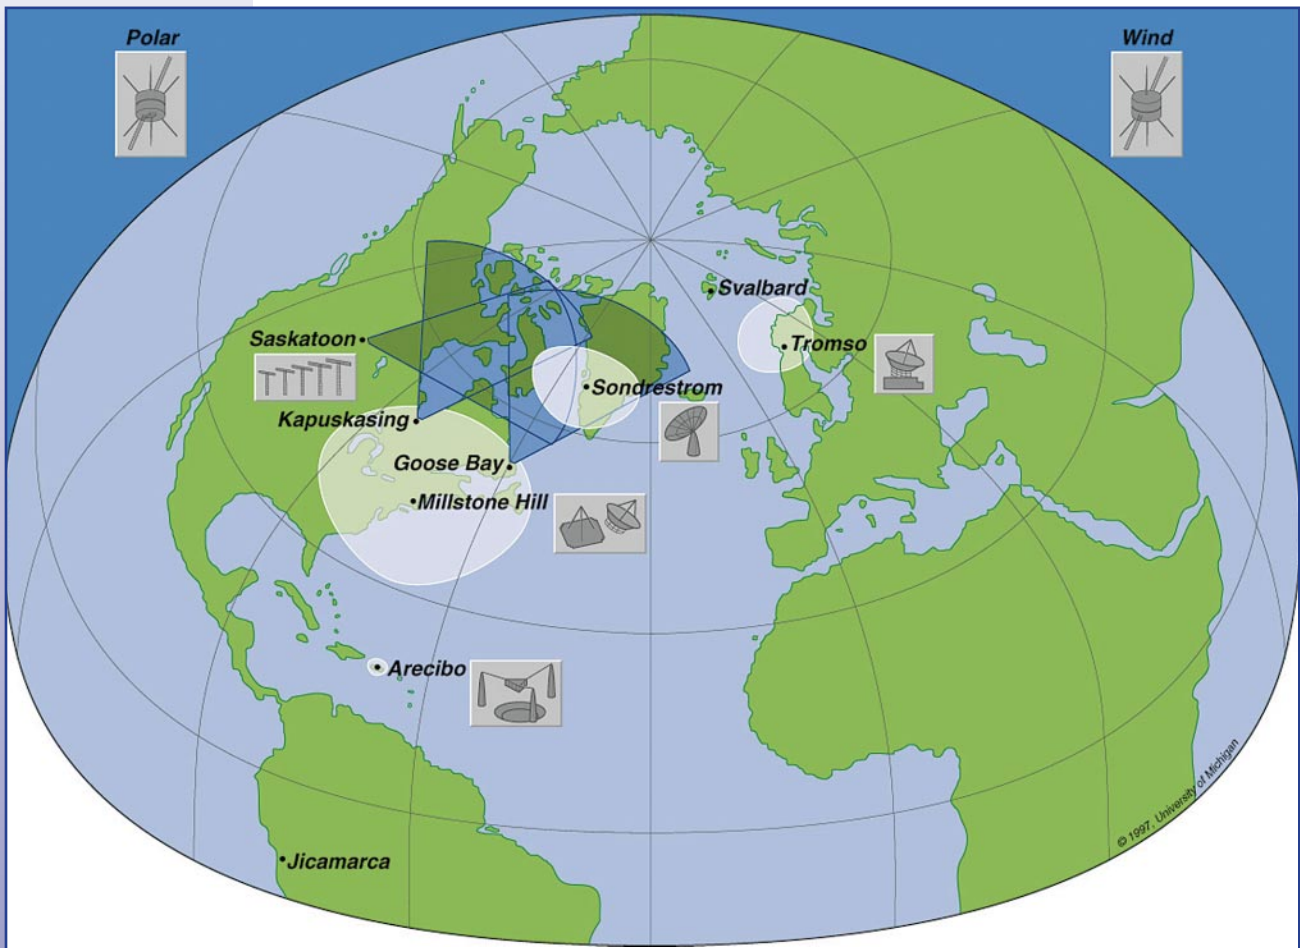 Polar
Wind
Svalbard
Saskatoon
Tromso
Sondrestrom
Kapuskasing
Goose Bay
Millstone Hill
Arecibo
© 1997, University of Michigan
Jicamarca